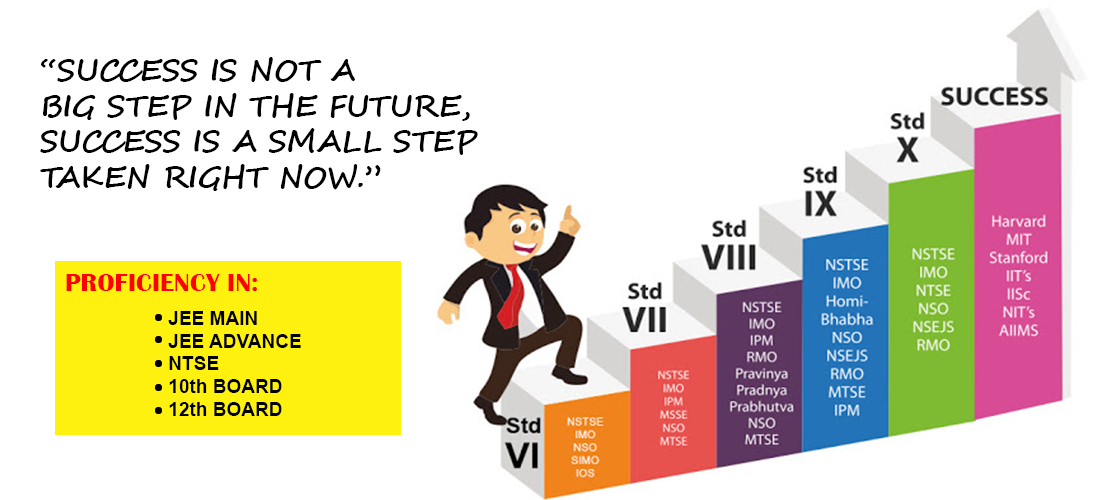 “SUCCESS IS NOT A
BIG STEP IN THE FUTURE,
SUCCESS IS A SMALL STEP
TAKEN RIGHT NOW.”
PROFICIENCY IN:
• JEE MAIN
• JEE ADVANCE
• NTSE
• 10th BOARD
• 12th BOARD
Std
VI
NSTSE
IMO
NSO
SIMO
IOS
Std
VII
NSTSE
IMO
IPM
MSSE
NSO
MTSE
Std
VIII
NSTSE
IMO
IPM
RMO
Pravinya
Pradnya
Prabhutva
NSO
MTSE
Std
IX
NSTSE
IMO
Homi-
Bhabha
NSO
NSEJS
RMO
MTSE
IPM
Std
X
NSTSE
IMO
NTSE
NSO
NSEJS
RMO
SUCCESS
Harvard
MIT
Stanford
IIT's
IISc
NIT's
AIIMS